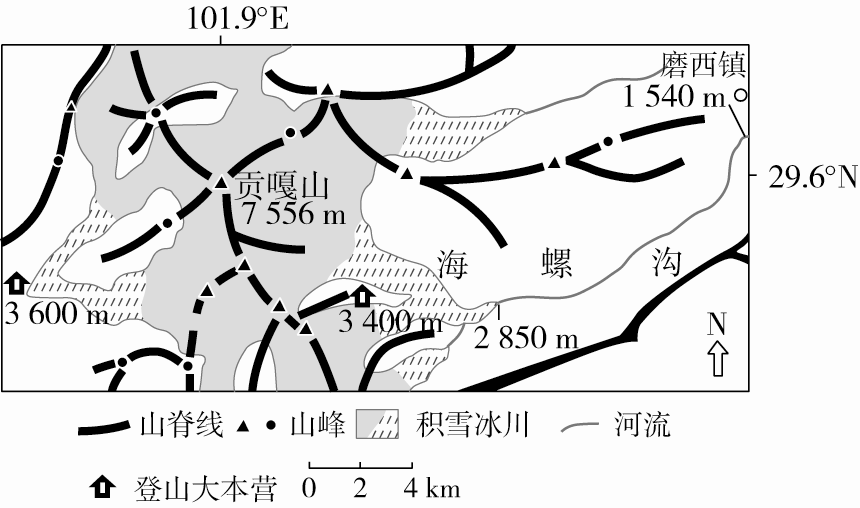 101.9°E
磨西镇
1 540 m
29.6°N
贡嘎山
7 556 m
海 螺 沟
3 600 m
3 400 m
2 850 m
N
山脊线 山峰 积雪冰川 河流
登山大本营 0 2 4 km